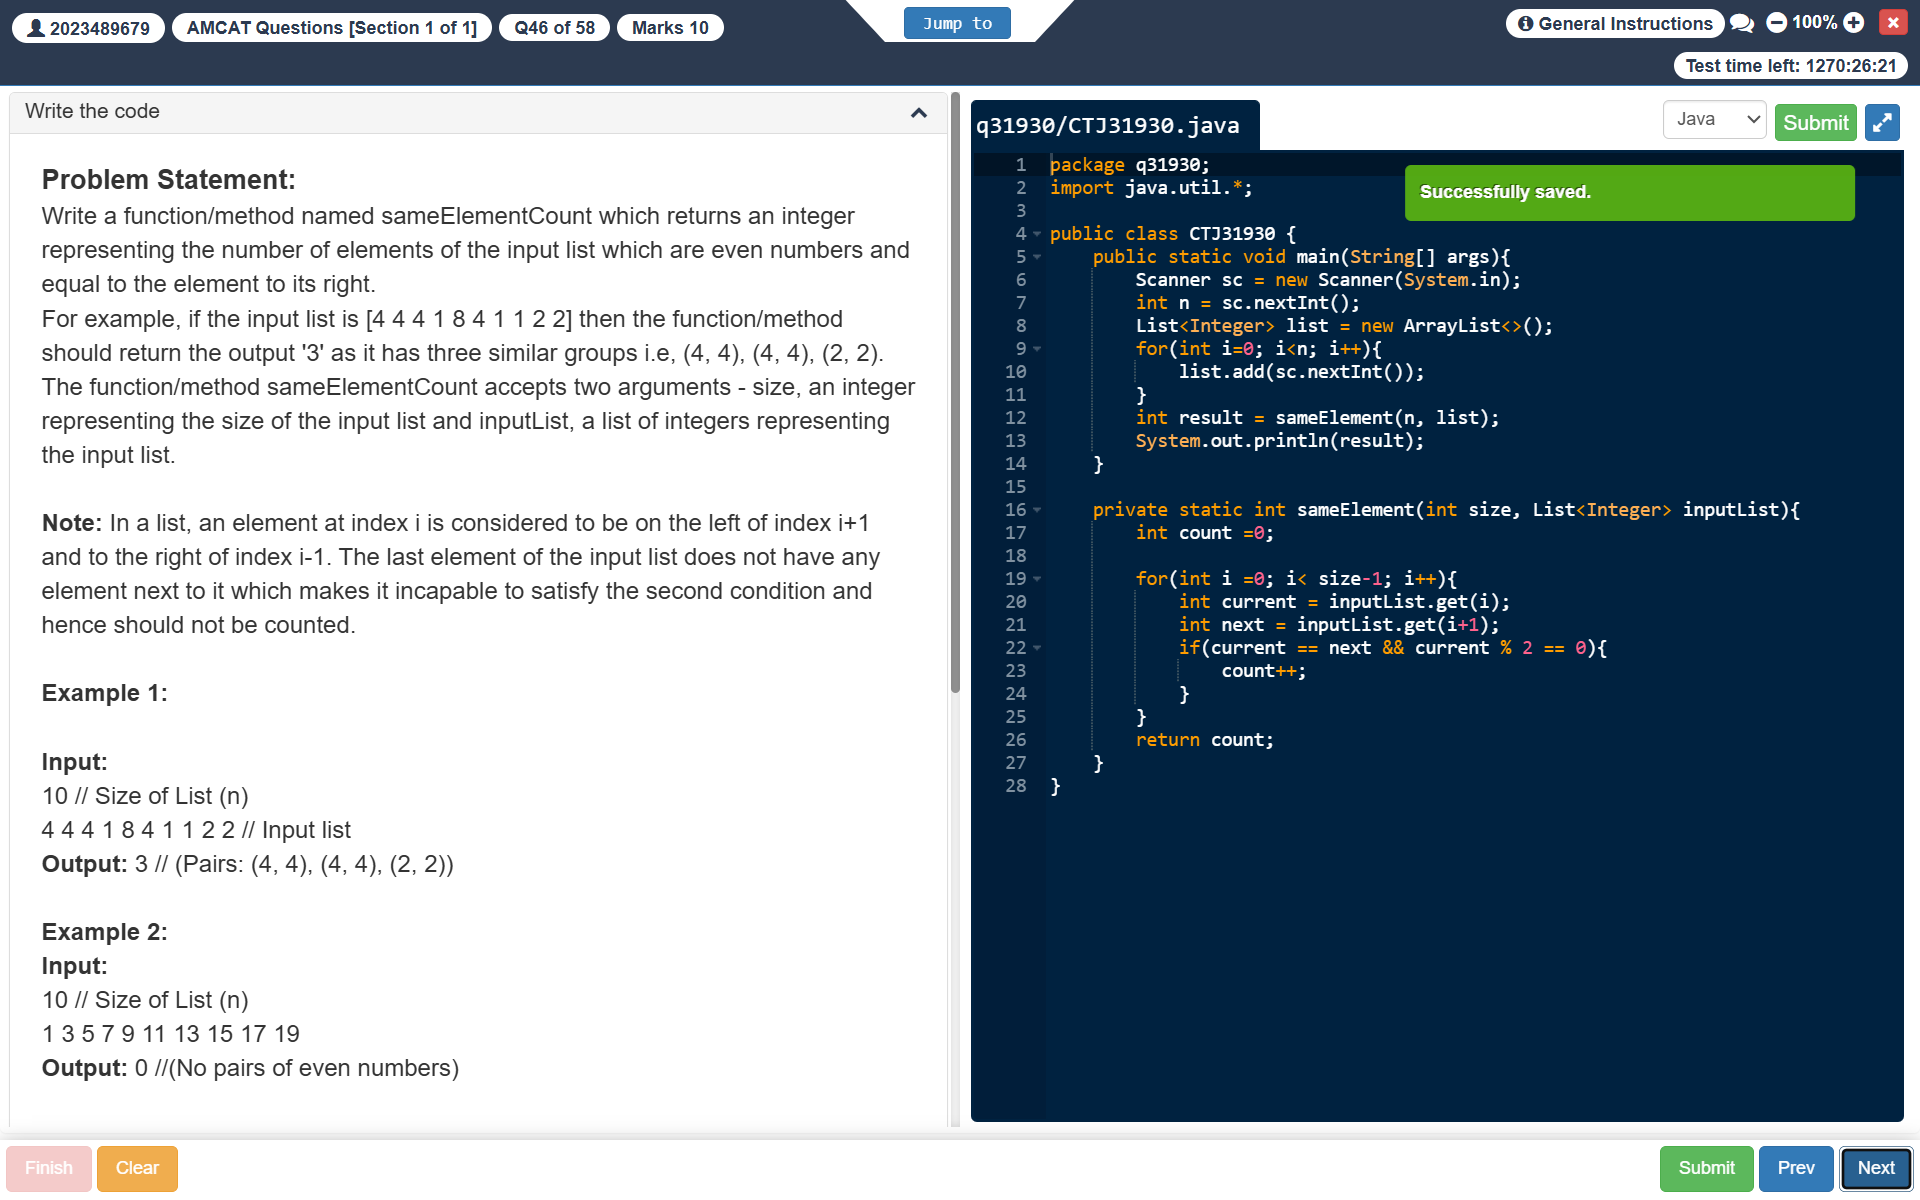 2023489679
AMCAT Questions [Section 1 of 1]
Q46 of 58
Marks 10
Jump to
General Instructions
100%
Test time left: 1270:26:21
Write the code
Problem Statement:
Write a function/method named sameElementCount which returns an integer
representing the number of elements of the input list which are even numbers and
equal to the element to its right.
For example, if the input list is [4 4 4 1 8 4 1 1 2 2] then the function/method
should return the output '3' as it has three similar groups i.e, (4, 4), (4, 4), (2, 2).
The function/method sameElementCount accepts two arguments - size, an integer
representing the size of the input list and inputList, a list of integers representing
the input list.
Note: In a list, an element at index i is considered to be on the left of index i+1
and to the right of index i-1. The last element of the input list does not have any
element next to it which makes it incapable to satisfy the second condition and
hence should not be counted.
Example 1:
Input:
10 // Size of List (n)
4 4 4 1 8 4 1 1 2 2 // Input list
Output: 3 // (Pairs: (4, 4), (4, 4), (2, 2))
Example 2:
Input:
10 // Size of List (n)
1 3 5 7 9 11 13 15 17 19
Output: 0 //(No pairs of even numbers)
q31930/CTJ31930.java
Java
Submit
Successfully saved.
1 package q31930;
2 import java.util.*;
3
4 public class CTJ31930 {
5 public static void main(String[] args){
6 Scanner sc = new Scanner(System.in);
7 int n = sc.nextInt();
8 List<Integer> list = new ArrayList<>();
9 for(int i=0; i<n; i++){
10 list.add(sc.nextInt());
11 }
12 int result = sameElement(n, list);
13 System.out.println(result);
14 }
15
16 private static int sameElement(int size, List<Integer> inputList){
17 int count =0;
18
19 for(int i =0; i< size-1; i++){
20 int current = inputList.get(i);
21 int next = inputList.get(i+1);
22 if(current == next && current % 2 == 0){
23 count++;
24 }
25 }
26 return count;
27 }
28 }
Finish
Clear
Submit
Prev
Next